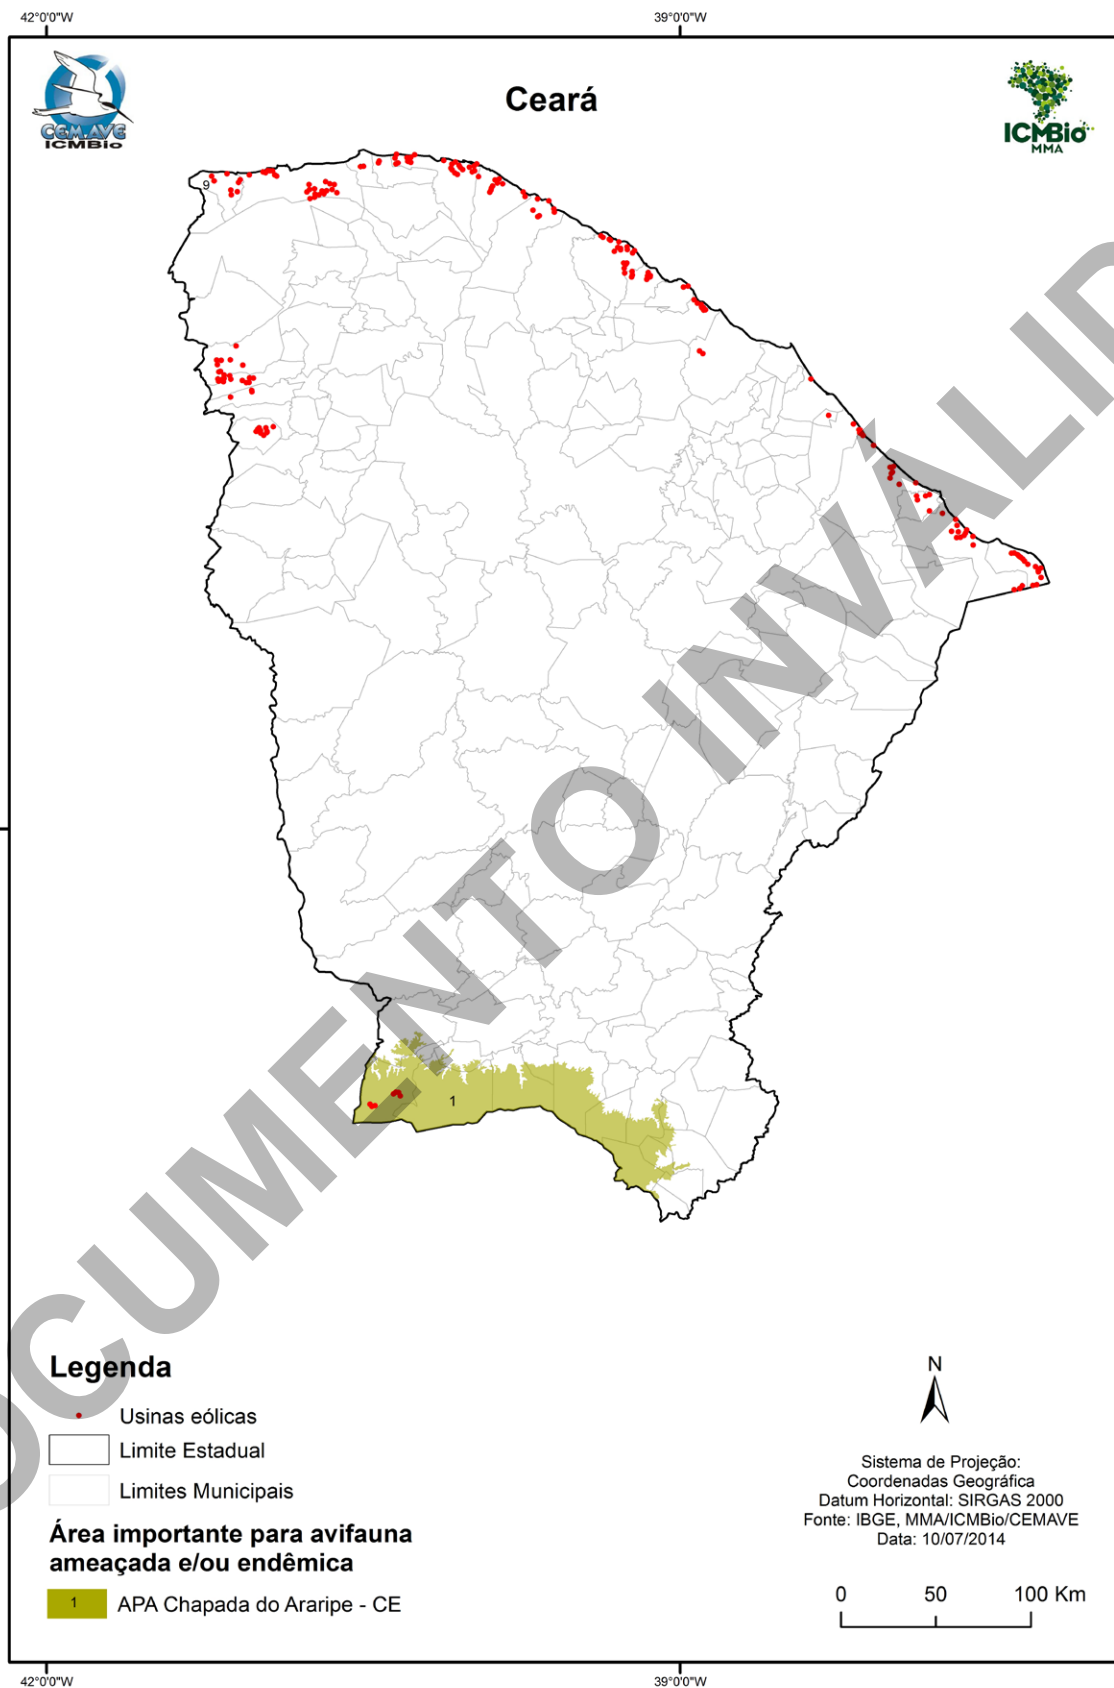 42°0'0"W
39°0'0"W
CEMAVE
ICMBio
Ceará
ICMBio
MMA
9
1
DOCUMENTO INVÁLID
Legenda
Usinas eólicas
Limite Estadual
Limites Municipais
Área importante para avifauna
ameaçada e/ou endêmica
1
APA Chapada do Araripe - CE
N
Sistema de Projeção:
Coordenadas Geográfica
Datum Horizontal: SIRGAS 2000
Fonte: IBGE, MMA/ICMBio/CEMAVE
Data: 10/07/2014
0 50 100 Km
42°0'0"W
39°0'0"W